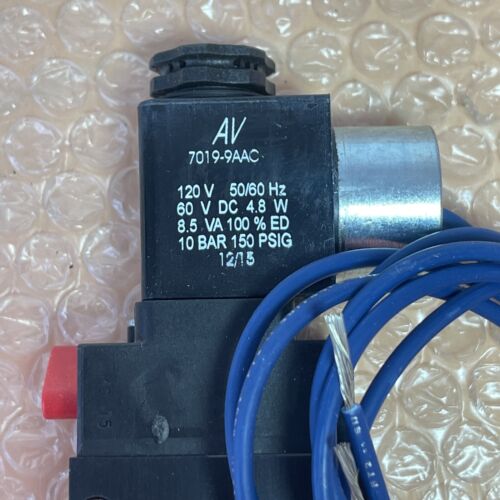 AV
7019-9AAC
120 V 50/60 Hz
60 V DC 4.8 W
8.5 VA 100 % ED
10 BAR 150 PSIG
12/15
15